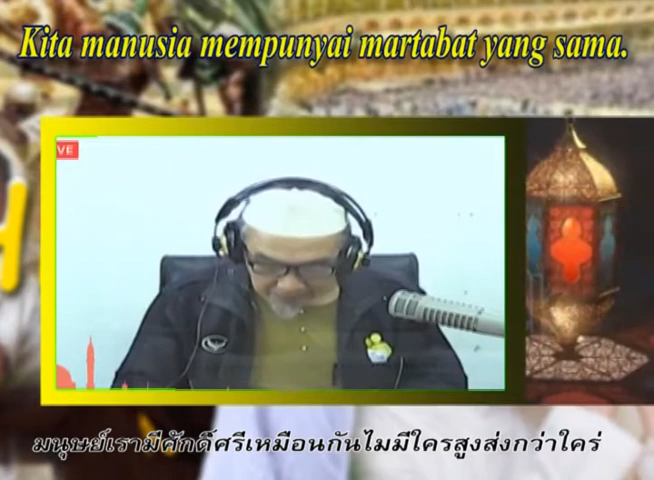 Kita manusia mempunyai martabat yang sama.
VE
มนุษย์เรามีศักดิ์ศรีเหมือนกันไมมีใครสูงส่งกว่าใคร่